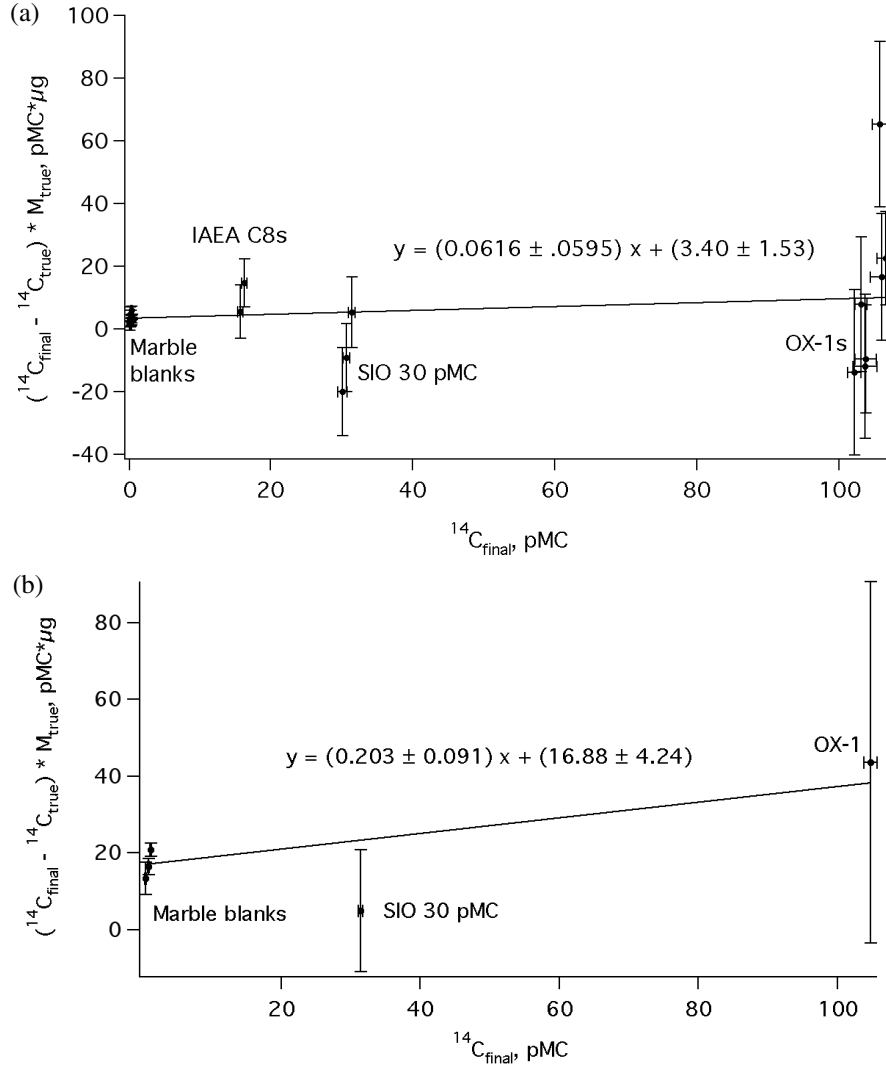 (a)
100
80
60
40
20
0
-20
-40
(¹⁴C_final - ¹⁴C_true) * M_true, pMC*µg
IAEA C8s
y = (0.0616 ± .0595) x + (3.40 ± 1.53)
Marble
blanks
SIO 30 pMC
OX-1s
0 20 40 60 80 100
¹⁴C_final, pMC
(b)
80
60
40
20
0
(¹⁴C_final - ¹⁴C_true) * M_true, pMC*µg
OX-1
y = (0.203 ± 0.091) x + (16.88 ± 4.24)
Marble blanks
SIO 30 pMC
20 40 60 80 100
¹⁴C_final, pMC